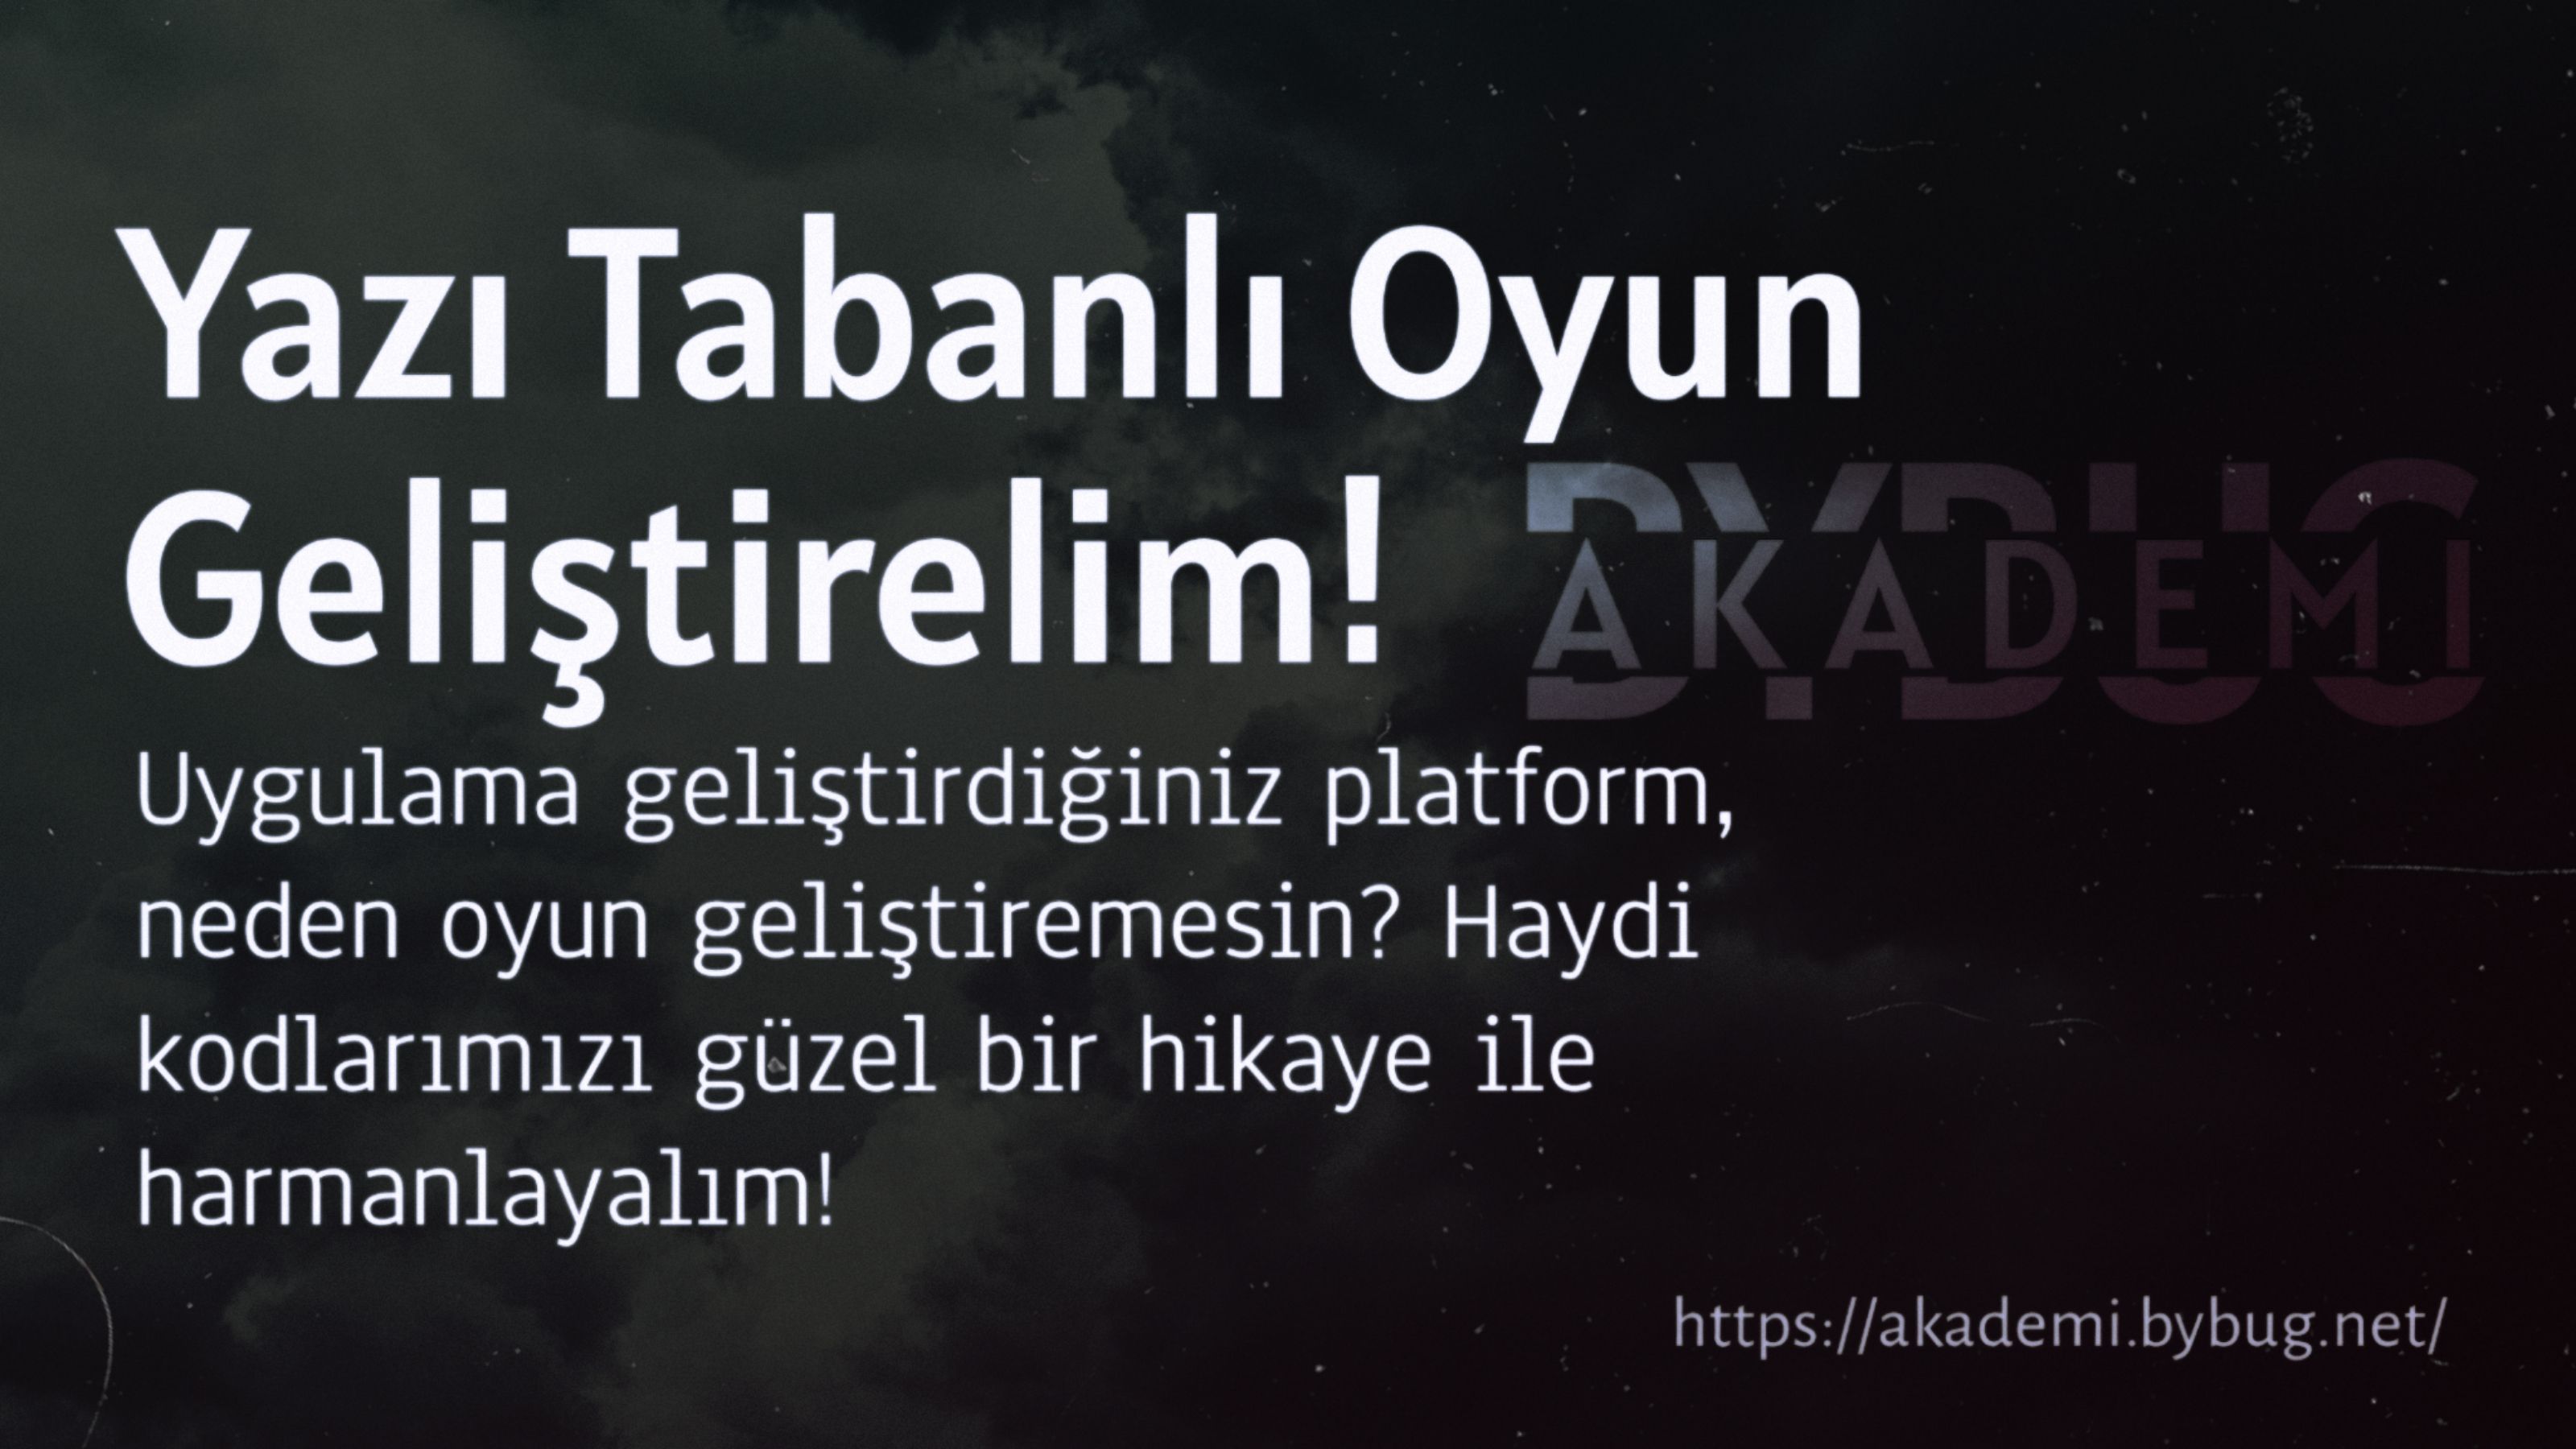 Yazı Tabanlı Oyun
Geliştirelim!
BYBUG
AKADEMI
Uygulama geliştirdiğiniz platform,
neden oyun geliştiremesin? Haydi
kodlarımızı güzel bir hikaye ile
harmanlayalım!
https://akademi.bybug.net/